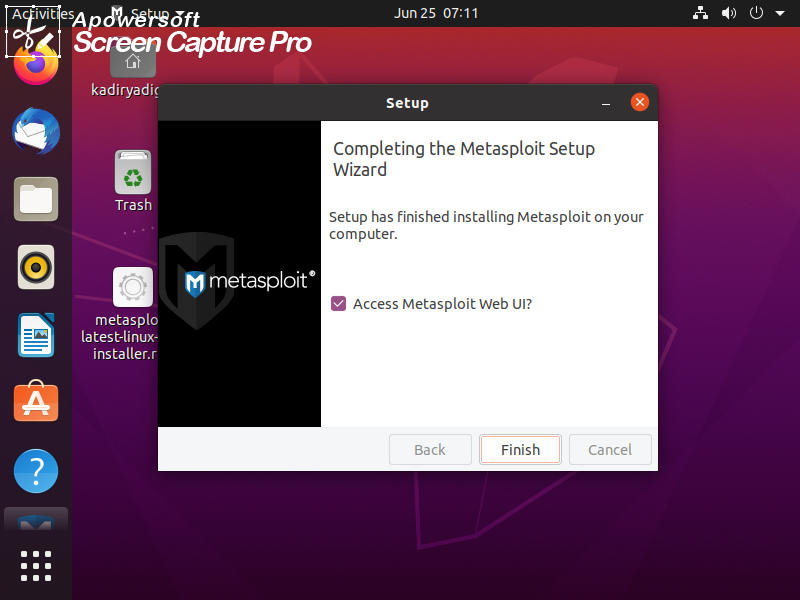 Activities
Setup
Jun 25 07:11
Apowersoft
Screen Capture Pro
kadiryadig
Trash
metasplo
latest-linux-
installer.r
Setup
Completing the Metasploit Setup
Wizard
Setup has finished installing Metasploit on your
computer.
metasploit®
Access Metasploit Web UI?
Back
Finish
Cancel